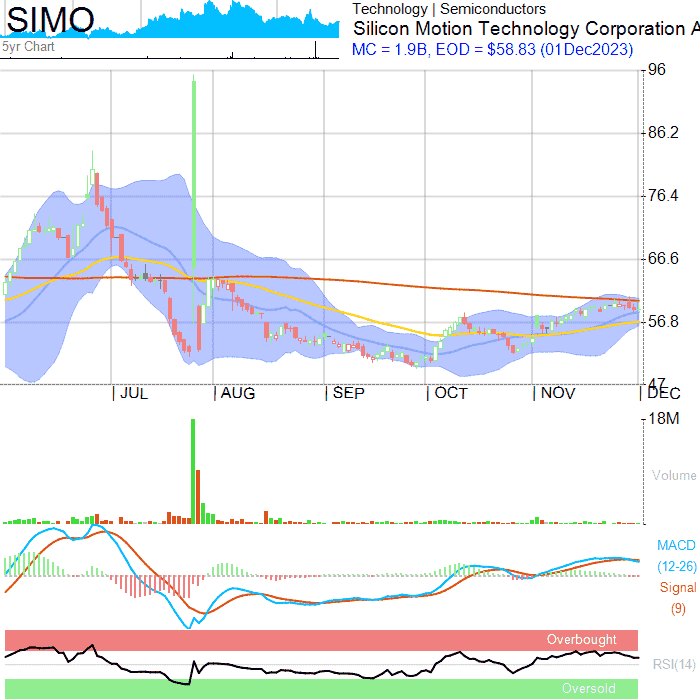 SIMO
5yr Chart
Technology | Semiconductors
Silicon Motion Technology Corporation A
MC = 1.9B, EOD = $58.83 (01Dec2023)
96
86.2
76.4
66.6
56.8
47
JUL
AUG
SEP
OCT
NOV
DEC
18M
Volume
MACD
(12-26)
Signal
(9)
Overbought
RSI(14)
Oversold